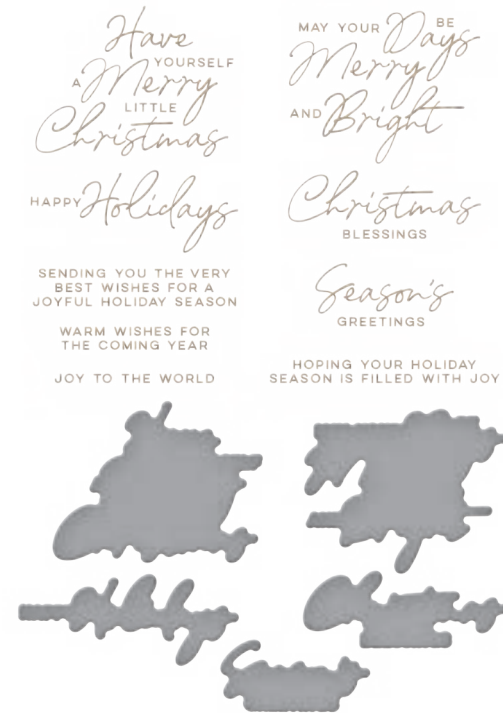 Have
YOURSELF
A Merry
LITTLE
Christmas
MAY YOUR Days BE
Merry
AND Bright
HAPPY Holidays
Christmas
BLESSINGS
SENDING YOU THE VERY
BEST WISHES FOR A
JOYFUL HOLIDAY SEASON
Season's
GREETINGS
WARM WISHES FOR
THE COMING YEAR
JOY TO THE WORLD
HOPING YOUR HOLIDAY
SEASON IS FILLED WITH JOY